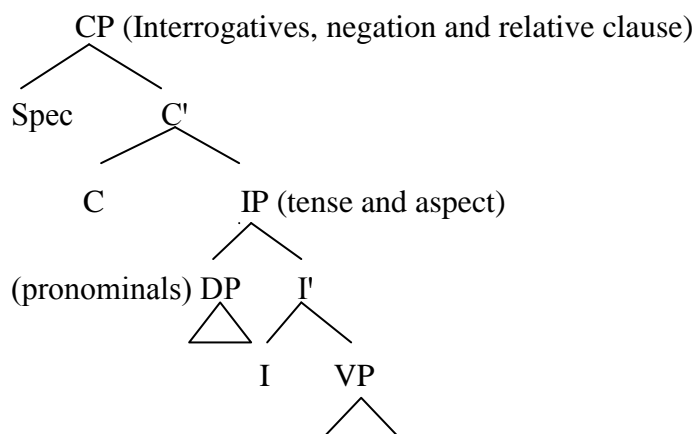 CP (Interrogatives, negation and relative clause)
Spec C'
C IP (tense and aspect)
(pronominals) DP I'
I VP